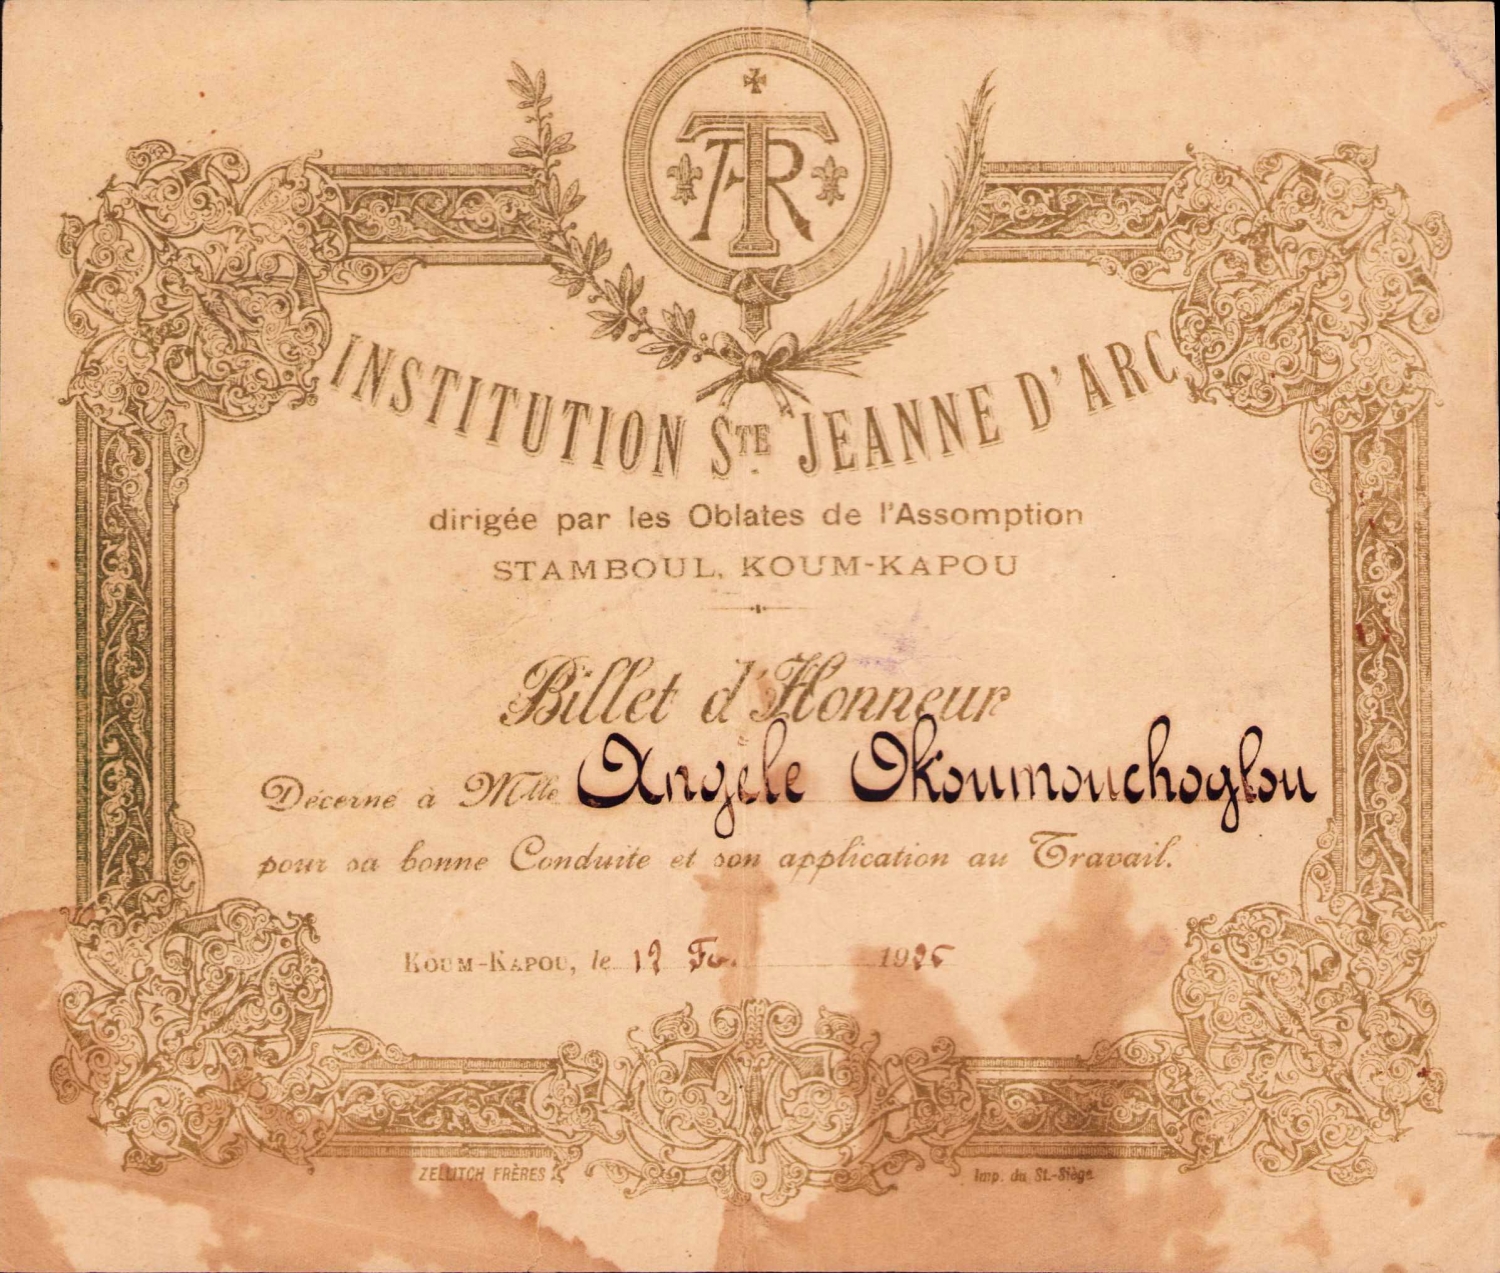 ATR
INSTITUTION STE JEANNE D'ARC
dirigée par les Oblates de l'Assomption
STAMBOUL, KOUM-KAPOU
Billet d'Honneur
Décerné à Mlle Angèle Okoumouchoglou
pour sa bonne Conduite et son application au Travail.
KOUM-KAPOU, le 12 1926
ZELLITCH FRÈRES Imp. du St.-Siège